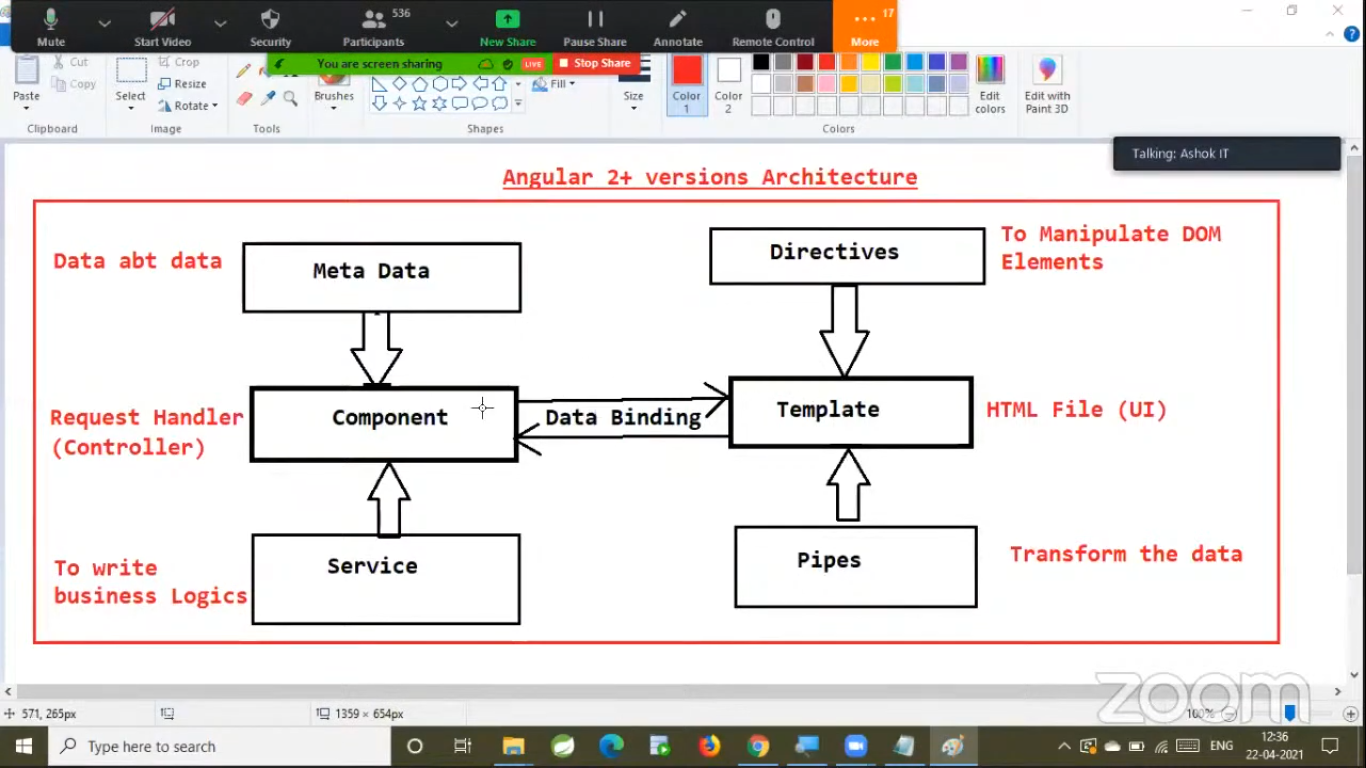 536
17
Mute
Start Video
Security
Participants
New Share
Pause Share
Annotate
Remote Control
More
You are screen sharing
LIVE
Stop Share
Paste
Cut
Copy
Clipboard
Select
Crop
Resize
Rotate
Image
Tools
Brushes
Fill
Shapes
Size
Color
1
Color
2
Edit
colors
Edit with
Paint 3D
Colors
Talking: Ashok IT
Angular 2+ versions Architecture
Data abt data
Meta Data
Directives
To Manipulate DOM
Elements
Request Handler
(Controller)
Component
Data Binding
Template
HTML File (UI)
To write
business Logics
Service
Pipes
Transform the data
zoom
571, 265px
1359 × 654px
100%
Type here to search
ENG
12:36
22-04-2021